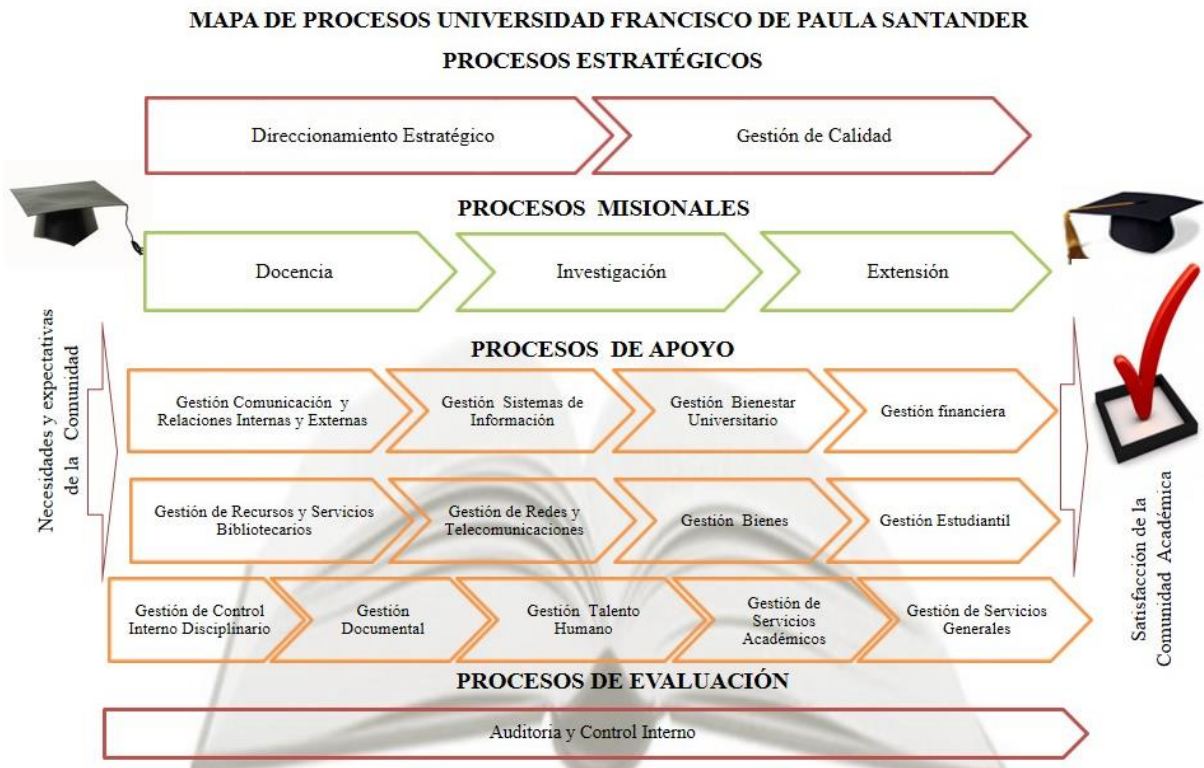 MAPA DE PROCESOS UNIVERSIDAD FRANCISCO DE PAULA SANTANDER
PROCESOS ESTRATÉGICOS
Direccionamiento Estratégico
Gestión de Calidad
PROCESOS MISIONALES
Docencia
Investigación
Extensión
Necesidades y expectativas
de la Comunidad
PROCESOS DE APOYO
Gestión Comunicación y
Relaciones Internas y Externas
Gestión Sistemas de
Información
Gestión Bienestar
Universitario
Gestión financiera
Gestión de Recursos y Servicios
Bibliotecarios
Gestión de Redes y
Telecomunicaciones
Gestión Bienes
Gestión Estudiantil
Gestión de Control
Interno Disciplinario
Gestión
Documental
Gestión Talento
Humano
Gestión de
Servicios
Académicos
Gestión de Servicios
Generales
Satisfacción de la
Comunidad Académica
PROCESOS DE EVALUACIÓN
Auditoria y Control Interno